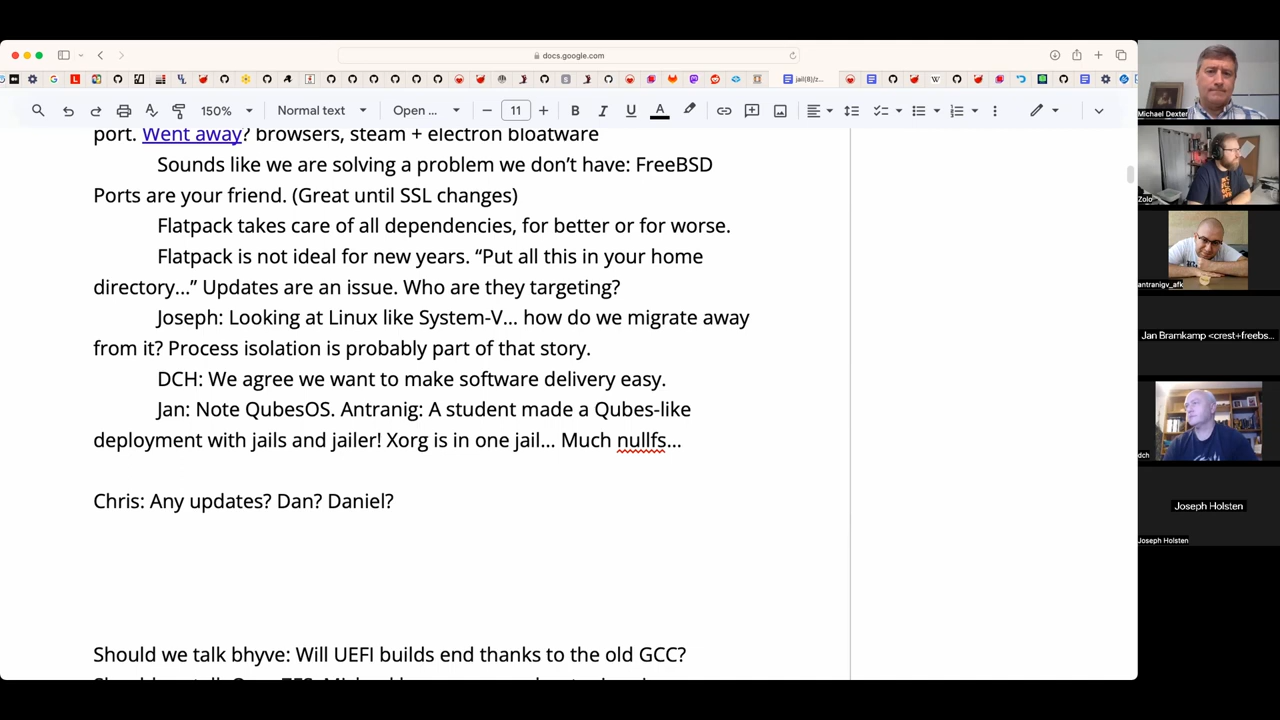 docs.google.com
jail(8)/z...
150%
Normal text
Open ...
11
port. Went away? browsers, steam + electron bloatware
Sounds like we are solving a problem we don’t have: FreeBSD
Ports are your friend. (Great until SSL changes)
Flatpack takes care of all dependencies, for better or for worse.
Flatpack is not ideal for new years. “Put all this in your home
directory…” Updates are an issue. Who are they targeting?
Joseph: Looking at Linux like System-V… how do we migrate away
from it? Process isolation is probably part of that story.
DCH: We agree we want to make software delivery easy.
Jan: Note QubesOS. Antranig: A student made a Qubes-like
deployment with jails and jailer! Xorg is in one jail… Much nullfs…
Chris: Any updates? Dan? Daniel?
Should we talk bhyve: Will UEFI builds end thanks to the old GCC?
Michael Dexter
Zolo
antranigv_afk
Jan Bramkamp <crest+freebs...
dch
Joseph Holsten
Joseph Holsten